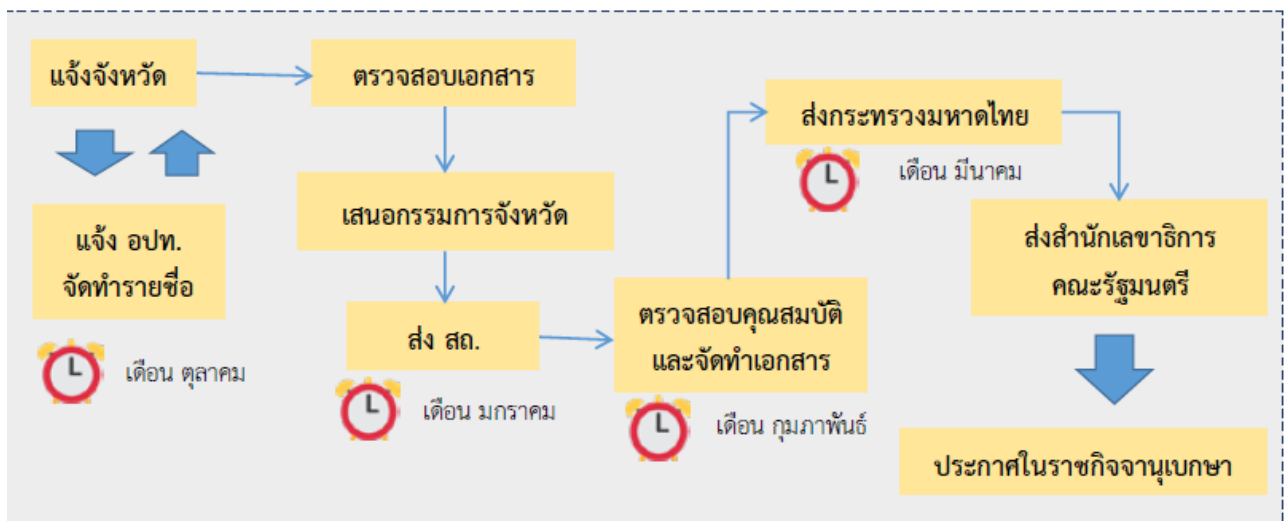 แจ้งจังหวัด
ตรวจสอบเอกสาร
แจ้ง อปท.
จัดทำรายชื่อ
เดือน ตุลาคม
เสนอกรรมการจังหวัด
ส่ง สถ.
เดือน มกราคม
ตรวจสอบคุณสมบัติ
และจัดทำเอกสาร
เดือน กุมภาพันธ์
ส่งกระทรวงมหาดไทย
เดือน มีนาคม
ส่งสำนักเลขาธิการ
คณะรัฐมนตรี
ประกาศในราชกิจจานุเบกษา